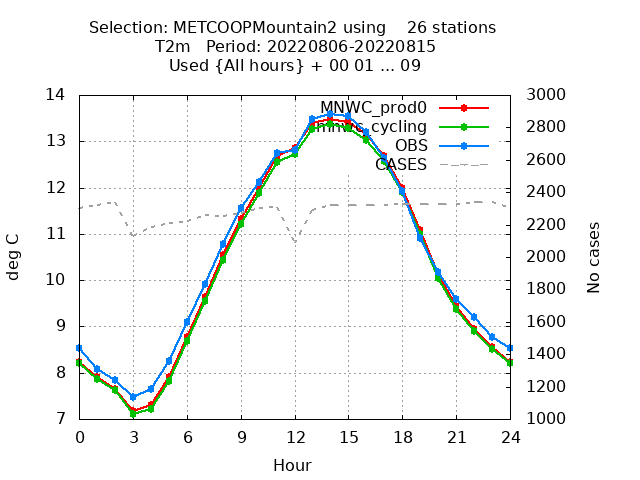 Selection: METCOOPMountain2 using    26 stations
T2m   Period: 20220806-20220815
Used {All hours} + 00 01 ... 09
MNWC_prod0
cycling
OBS
CASES
14
13
12
11
10
9
8
7
3000
2800
2600
2400
2200
2000
1800
1600
1400
1200
1000
deg C
No cases
0 3 6 9 12 15 18 21 24
Hour